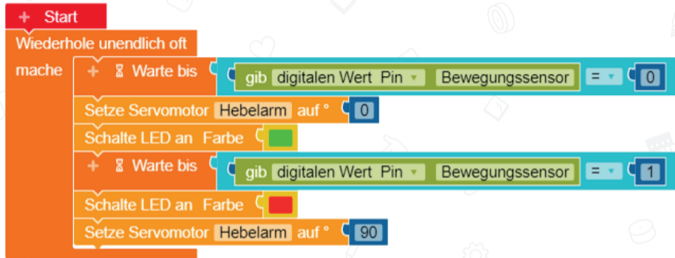 + Start
Wiederhole unendlich oft
mache + Warte bis gib digitalen Wert Pin Bewegungssensor = 0
Setze Servomotor Hebelarm auf ° 0
Schalte LED an Farbe
+ Warte bis gib digitalen Wert Pin Bewegungssensor = 1
Schalte LED an Farbe
Setze Servomotor Hebelarm auf ° 90